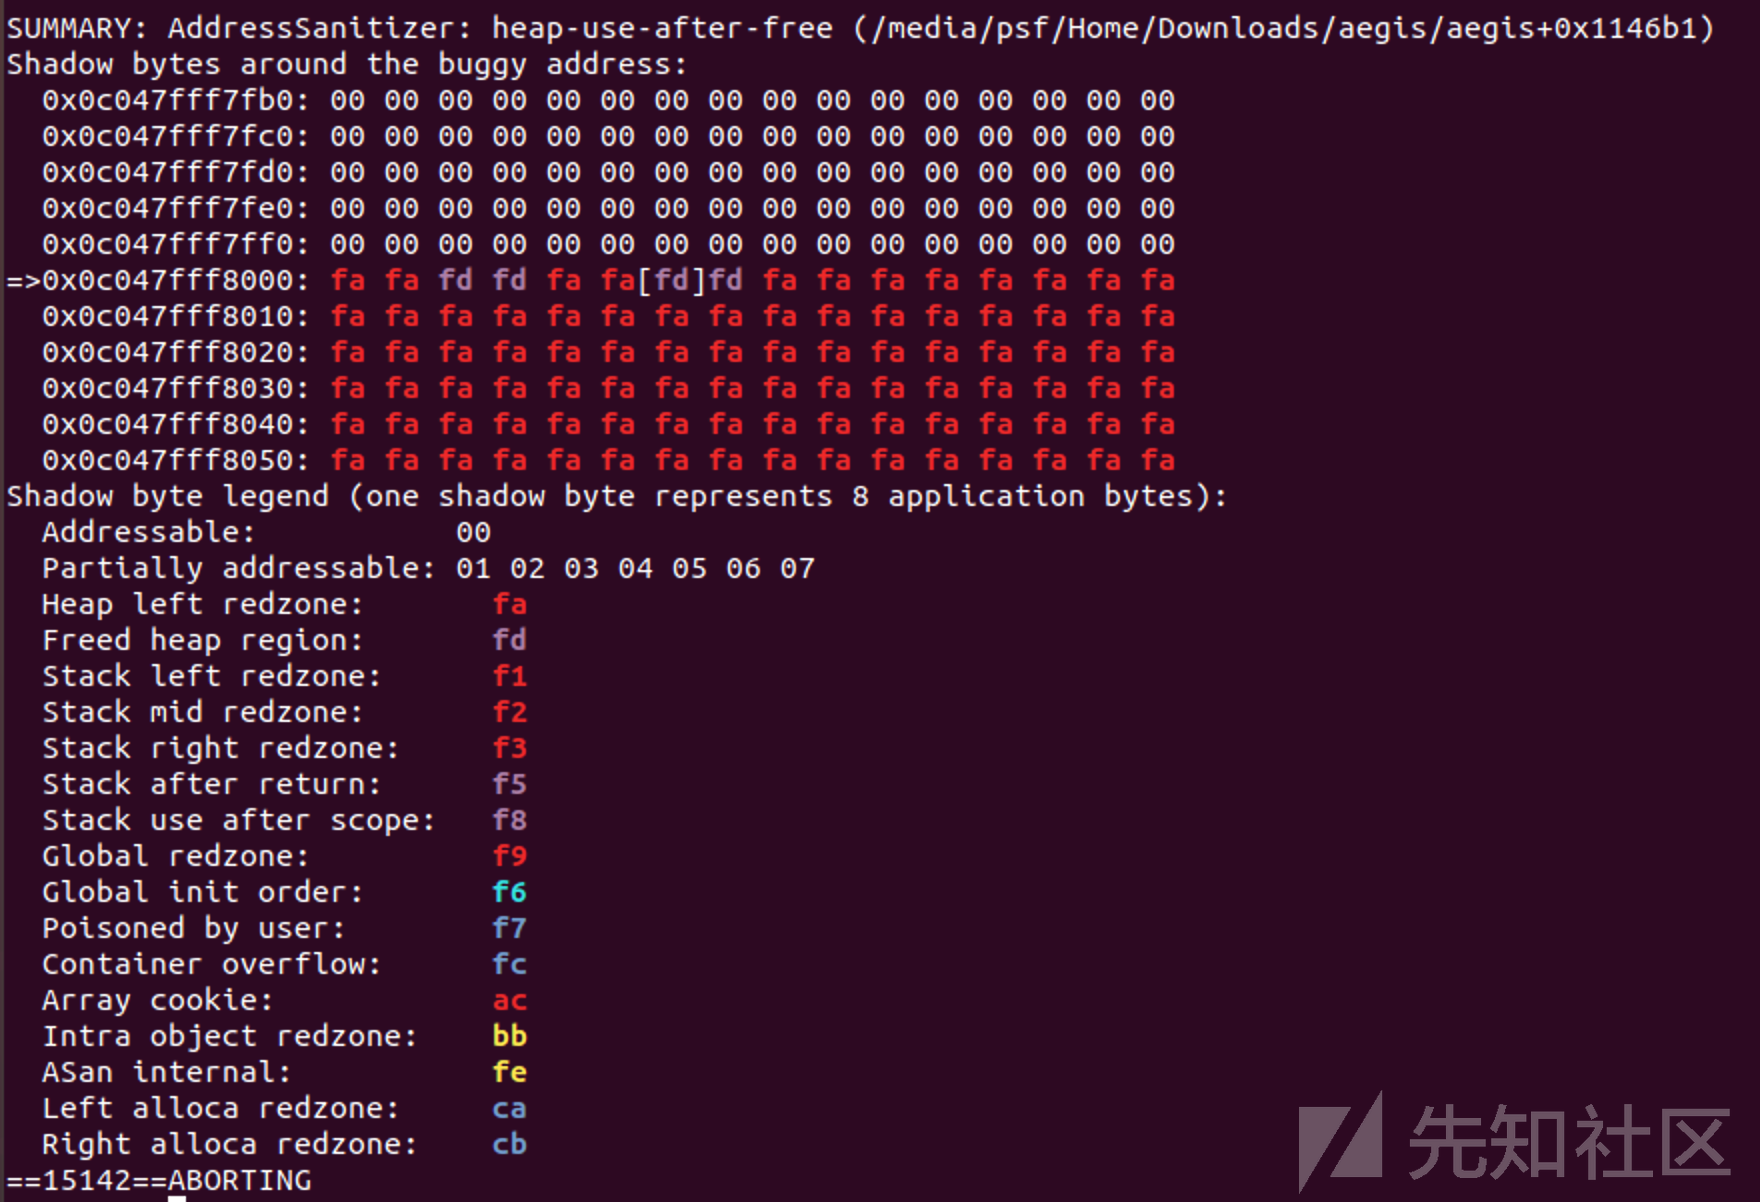 SUMMARY: AddressSanitizer: heap-use-after-free (/media/psf/Home/Downloads/aegis/aegis+0x1146b1)
Shadow bytes around the buggy address:
  0x0c047fff7fb0: 00 00 00 00 00 00 00 00 00 00 00 00 00 00 00 00
  0x0c047fff7fc0: 00 00 00 00 00 00 00 00 00 00 00 00 00 00 00 00
  0x0c047fff7fd0: 00 00 00 00 00 00 00 00 00 00 00 00 00 00 00 00
  0x0c047fff7fe0: 00 00 00 00 00 00 00 00 00 00 00 00 00 00 00 00
  0x0c047fff7ff0: 00 00 00 00 00 00 00 00 00 00 00 00 00 00 00 00
=>0x0c047fff8000: fa fa fd fd fa fa[fd]fd fa fa fa fa fa fa fa fa
  0x0c047fff8010: fa fa fa fa fa fa fa fa fa fa fa fa fa fa fa fa
  0x0c047fff8020: fa fa fa fa fa fa fa fa fa fa fa fa fa fa fa fa
  0x0c047fff8030: fa fa fa fa fa fa fa fa fa fa fa fa fa fa fa fa
  0x0c047fff8040: fa fa fa fa fa fa fa fa fa fa fa fa fa fa fa fa
  0x0c047fff8050: fa fa fa fa fa fa fa fa fa fa fa fa fa fa fa fa
Shadow byte legend (one shadow byte represents 8 application bytes):
  Addressable:           00
  Partially addressable: 01 02 03 04 05 06 07
  Heap left redzone:       fa
  Freed heap region:       fd
  Stack left redzone:      f1
  Stack mid redzone:       f2
  Stack right redzone:     f3
  Stack after return:      f5
  Stack use after scope:   f8
  Global redzone:          f9
  Global init order:       f6
  Poisoned by user:        f7
  Container overflow:      fc
  Array cookie:            ac
  Intra object redzone:    bb
  ASan internal:           fe
  Left alloca redzone:     ca
  Right alloca redzone:    cb
==15142==ABORTING
先知社区